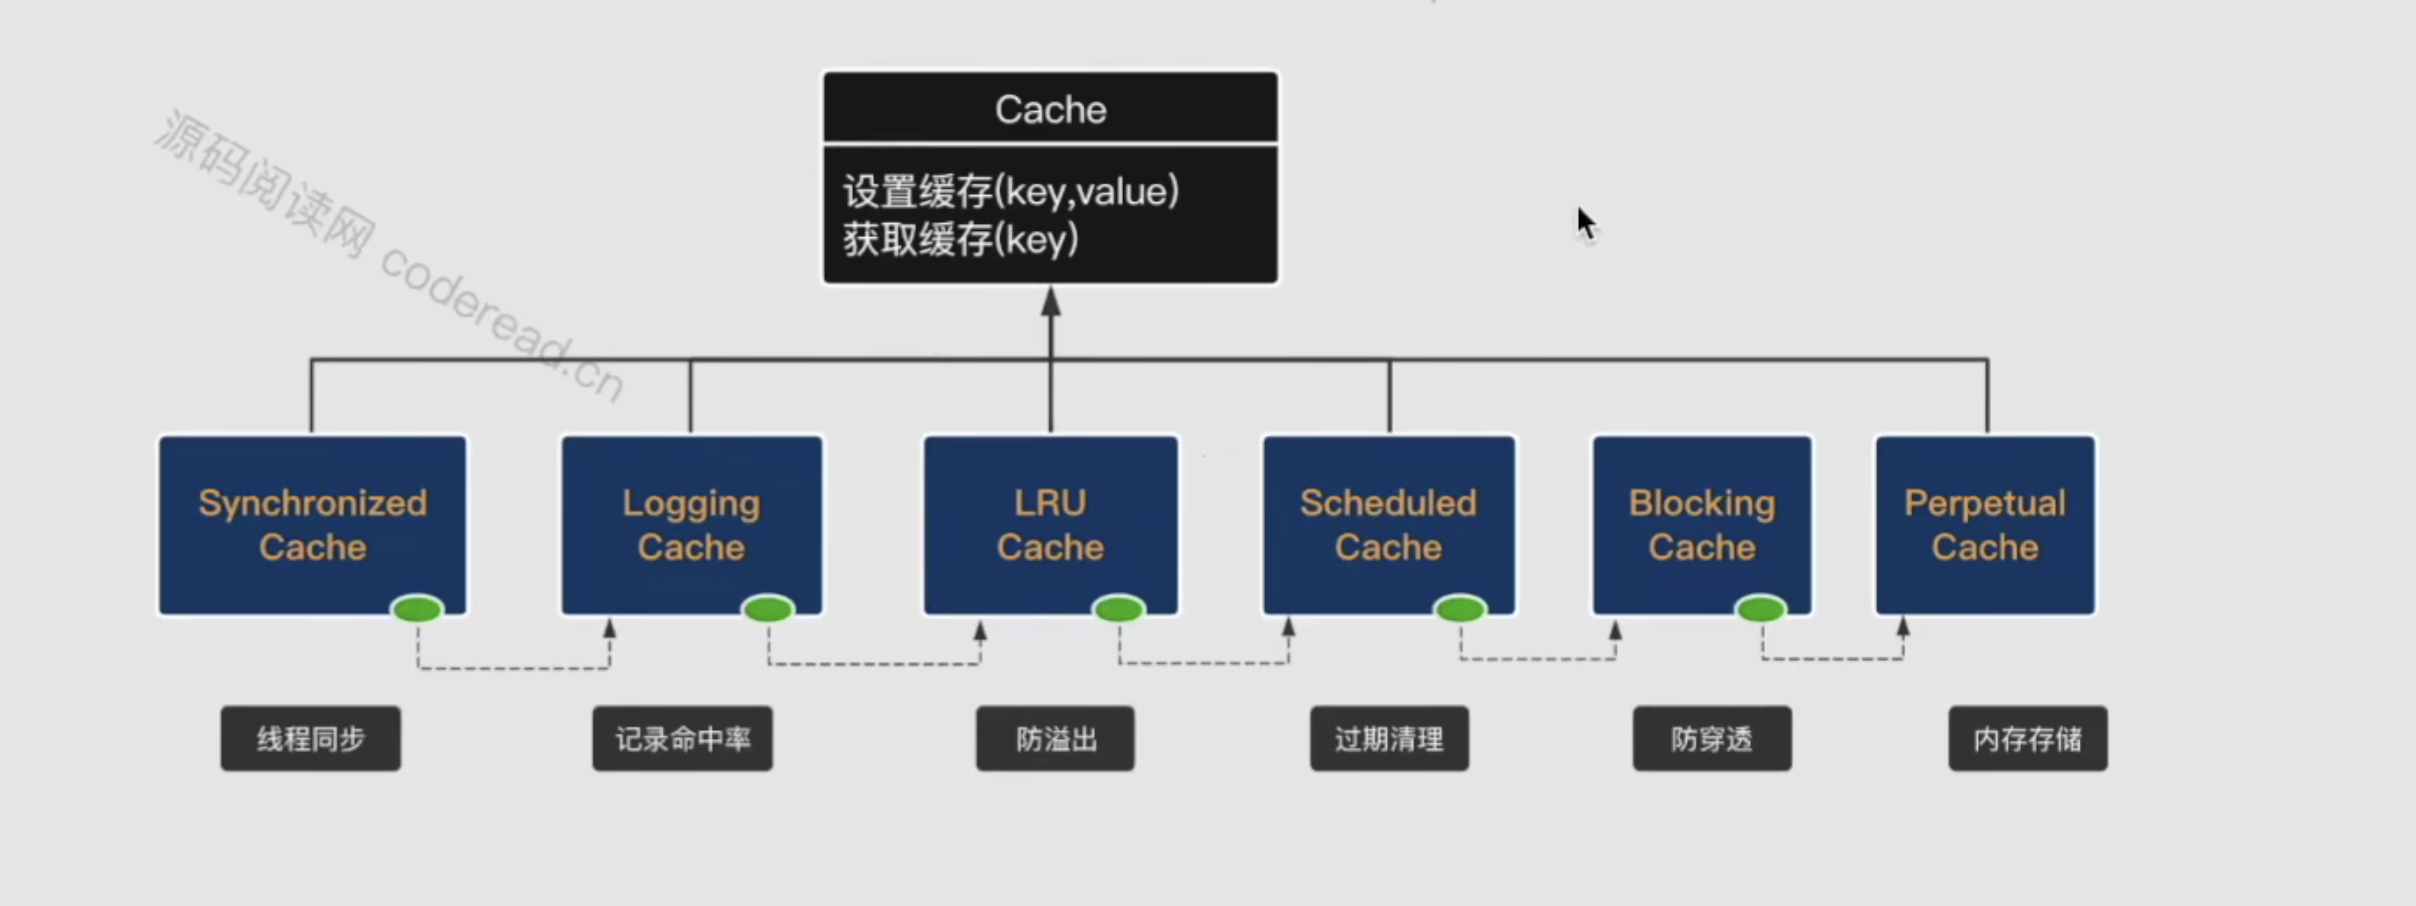 Cache
设置缓存(key,value)
获取缓存(key)
源码阅读网 coderead.cn
Synchronized
Cache
Logging
Cache
LRU
Cache
Scheduled
Cache
Blocking
Cache
Perpetual
Cache
线程同步
记录命中率
防溢出
过期清理
防穿透
内存存储